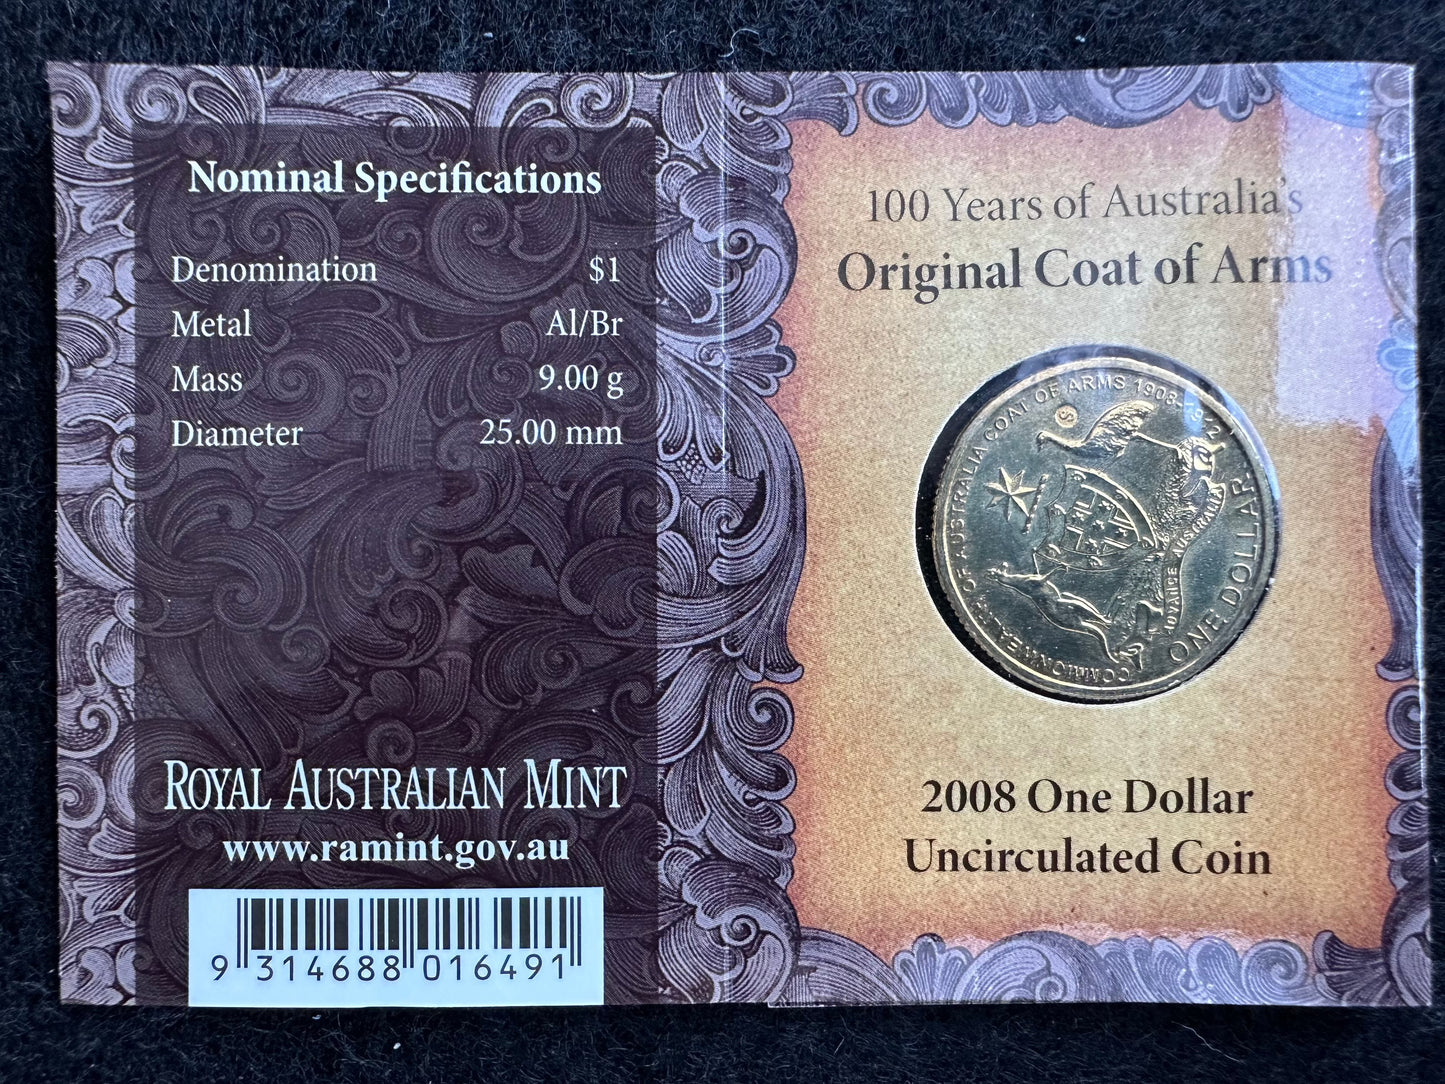 Nominal Specifications
Denomination $1
Metal Al/Br
Mass 9.00 g
Diameter 25.00 mm
ROYAL AUSTRALIAN MINT
www.ramint.gov.au
9 314688 016491
100 Years of Australia's
Original Coat of Arms
COMMONWEALTH OF AUSTRALIA COAT OF ARMS 1908-1912
S
ADVANCE AUSTRALIA
ONE DOLLAR
2008 One Dollar
Uncirculated Coin